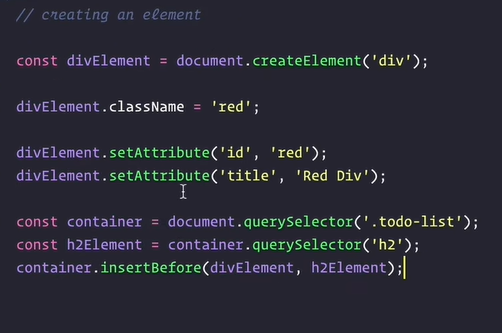 // creating an element
const divElement = document.createElement('div');
divElement.className = 'red';
divElement.setAttribute('id', 'red');
divElement.setAttribute('title', 'Red Div');
const container = document.querySelector('.todo-list');
const h2Element = container.querySelector('h2');
container.insertBefore(divElement, h2Element);